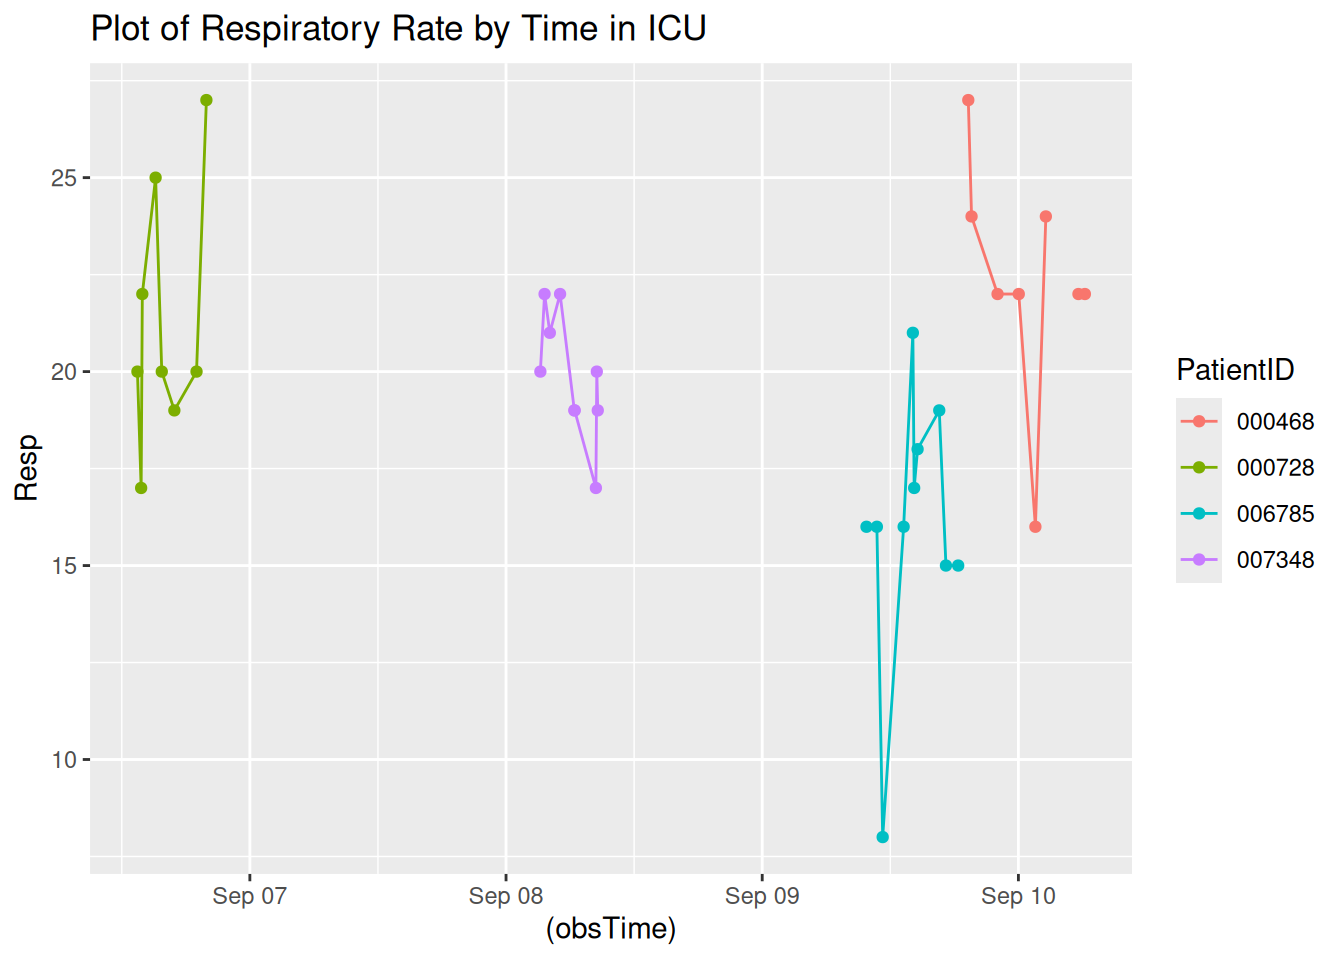 Plot of Respiratory Rate by Time in ICU
Resp
25
20
15
10
Sep 07
Sep 08
Sep 09
Sep 10
(obsTime)
PatientID
000468
000728
006785
007348